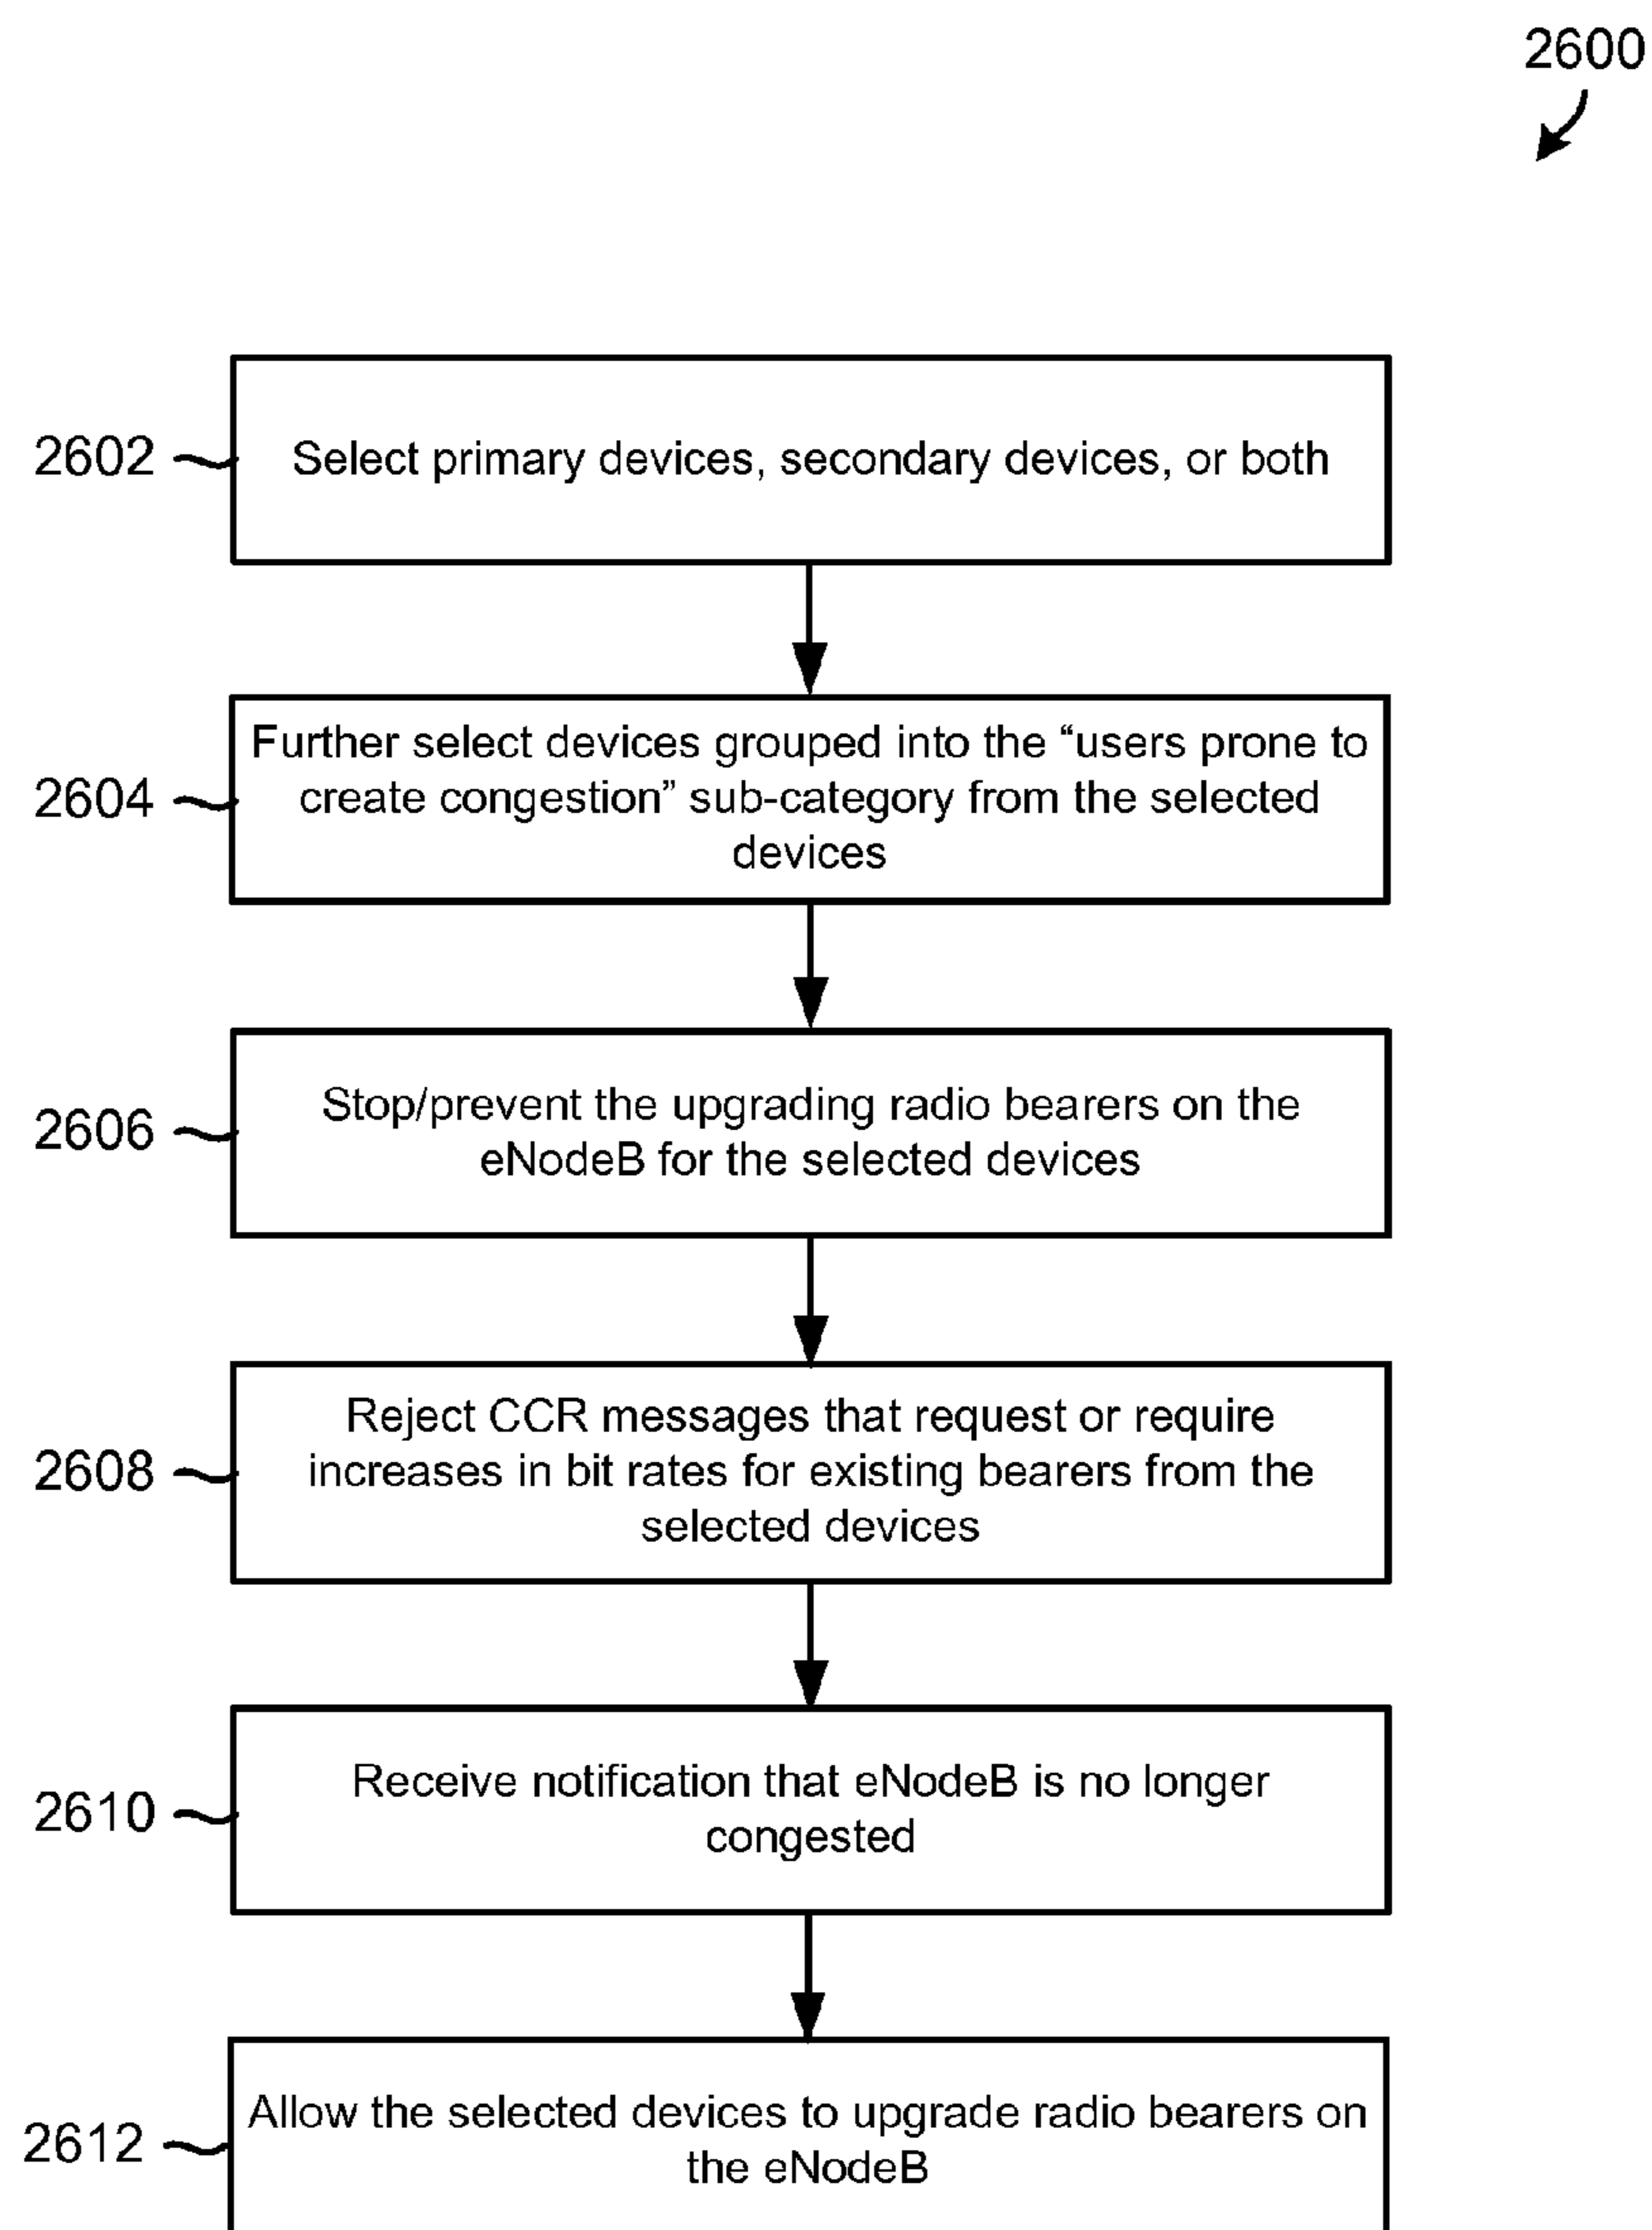 2600
2602
Select primary devices, secondary devices, or both
2604
Further select devices grouped into the “users prone to
create congestion” sub-category from the selected
devices
2606
Stop/prevent the upgrading radio bearers on the
eNodeB for the selected devices
2608
Reject CCR messages that request or require
increases in bit rates for existing bearers from the
selected devices
2610
Receive notification that eNodeB is no longer
congested
2612
Allow the selected devices to upgrade radio bearers on
the eNodeB